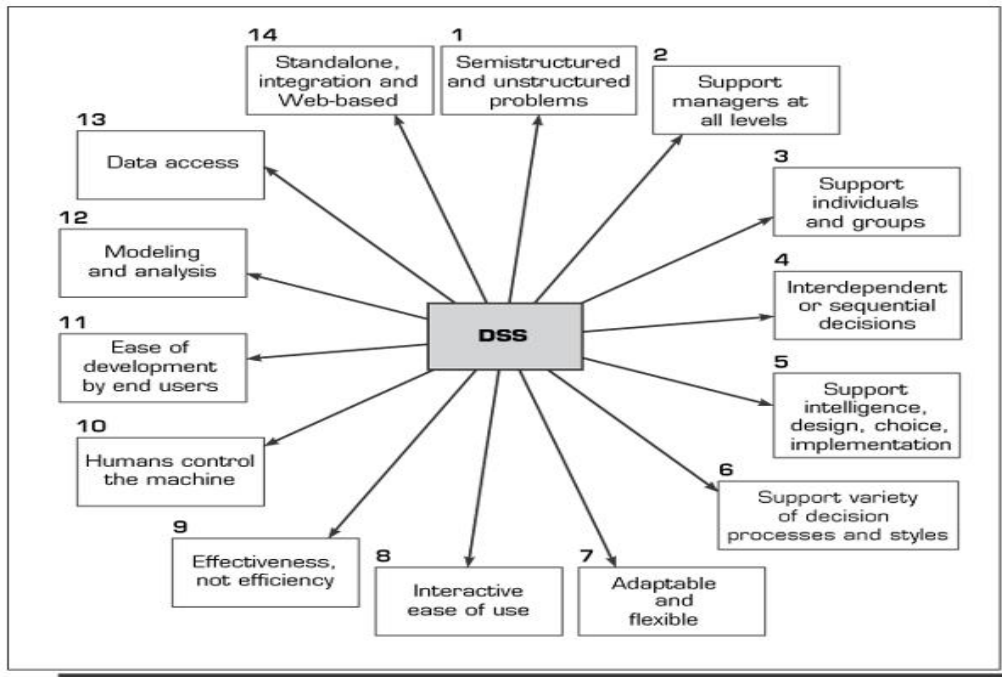 14
Standalone,
integration and
Web-based
1
Semistructured
and unstructured
problems
2
Support
managers at
all levels
3
Support
individuals
and groups
4
Interdependent
or sequential
decisions
5
Support
intelligence,
design, choice,
implementation
6
Support variety
of decision
processes and styles
7
Adaptable
and
flexible
8
Interactive
ease of use
9
Effectiveness,
not efficiency
10
Humans control
the machine
11
Ease of
development
by end users
12
Modeling
and analysis
13
Data access
DSS